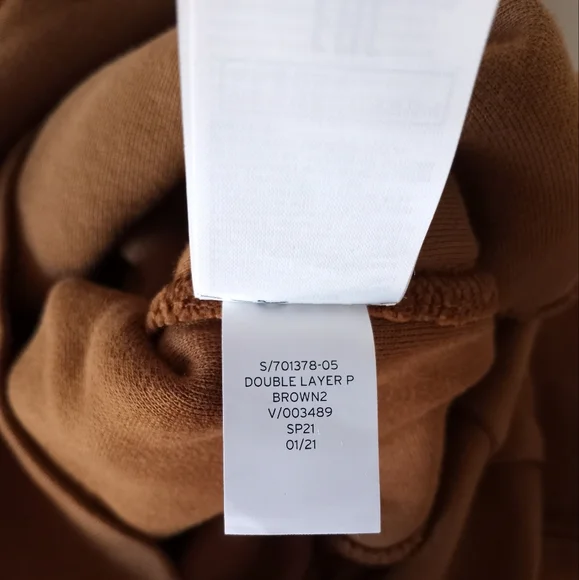 S/701378-05
DOUBLE LAYER P
BROWN2
V/003489
SP21
01/21